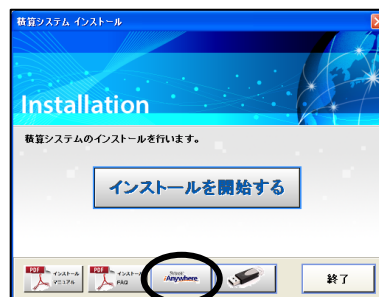 積算システム インストール
Installation
積算システムのインストールを行います。
インストールを開始する
PDF インストール
マニュアル
PDF インストール
FAQ
Anywhere
終了